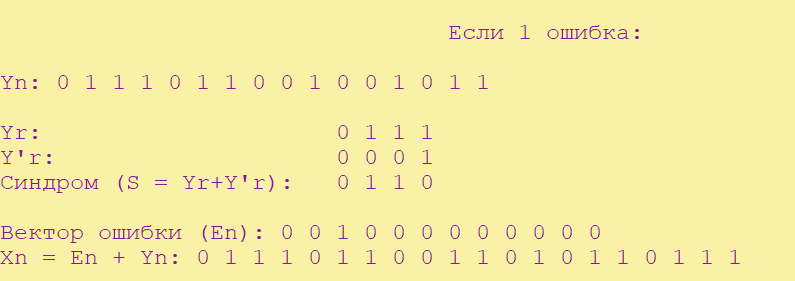 Если 1 ошибка:
Yn: 0 1 1 1 0 1 1 0 0 1 0 0 1 0 1 1
Yr: 0 1 1 1
Y'r: 0 0 0 1
Синдром (S = Yr+Y'r): 0 1 1 0
Вектор ошибки (En): 0 0 1 0 0 0 0 0 0 0 0 0
Xn = En + Yn: 0 1 1 1 0 1 1 0 0 1 1 0 1 0 1 1 0 1 1 1